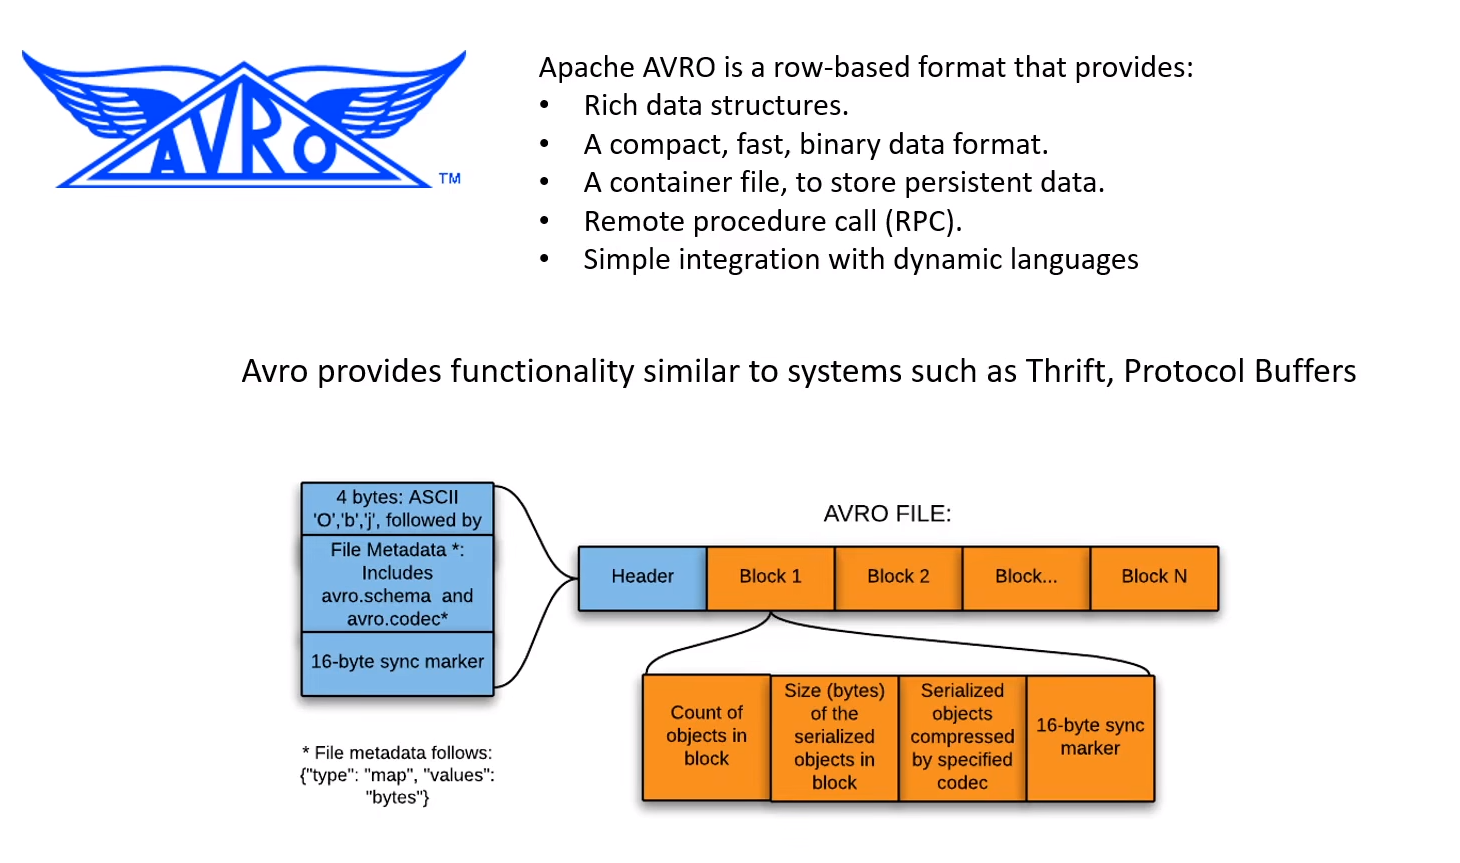 AVRO
TM
Apache AVRO is a row-based format that provides:
• Rich data structures.
• A compact, fast, binary data format.
• A container file, to store persistent data.
• Remote procedure call (RPC).
• Simple integration with dynamic languages
Avro provides functionality similar to systems such as Thrift, Protocol Buffers
4 bytes: ASCII
'O','b','j', followed by
File Metadata *:
Includes
avro.schema and
avro.codec*
16-byte sync marker
* File metadata follows:
{"type": "map", "values":
"bytes"}
AVRO FILE:
Header
Block 1
Block 2
Block...
Block N
Count of
objects in
block
Size (bytes)
of the
serialized
objects in
block
Serialized
objects
compressed
by specified
codec
16-byte sync
marker